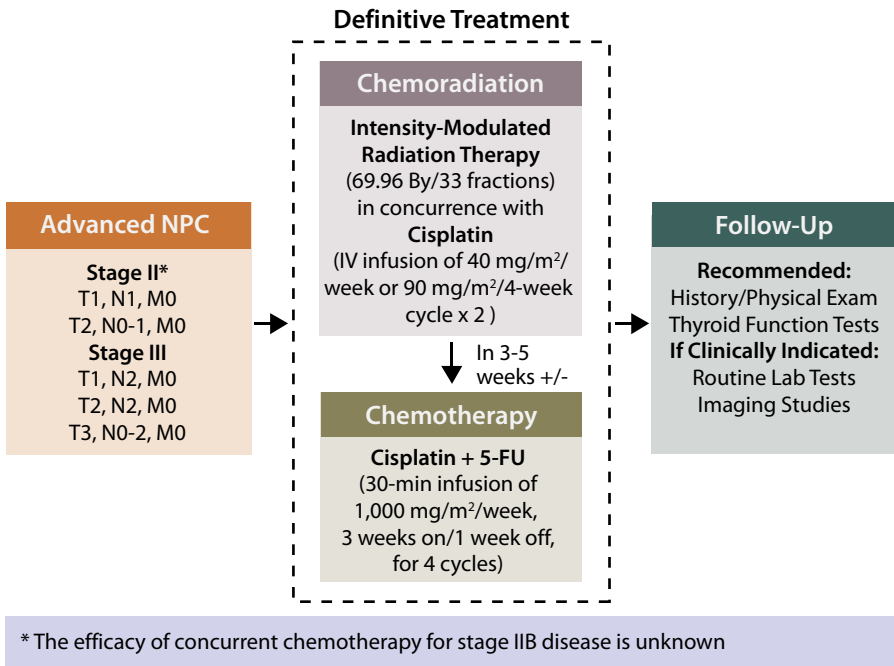 Definitive Treatment
Advanced NPC
Stage II*
T1, N1, M0
T2, N0-1, M0
Stage III
T1, N2, M0
T2, N2, M0
T3, N0-2, M0
Chemoradiation
Intensity-Modulated
Radiation Therapy
(69.96 By/33 fractions)
in concurrence with
Cisplatin
(IV infusion of 40 mg/m²/
week or 90 mg/m²/4-week
cycle x 2 )
In 3-5
weeks +/-
Chemotherapy
Cisplatin + 5-FU
(30-min infusion of
1,000 mg/m²/week,
3 weeks on/1 week off,
for 4 cycles)
Follow-Up
Recommended:
History/Physical Exam
Thyroid Function Tests
If Clinically Indicated:
Routine Lab Tests
Imaging Studies
* The efficacy of concurrent chemotherapy for stage IIB disease is unknown